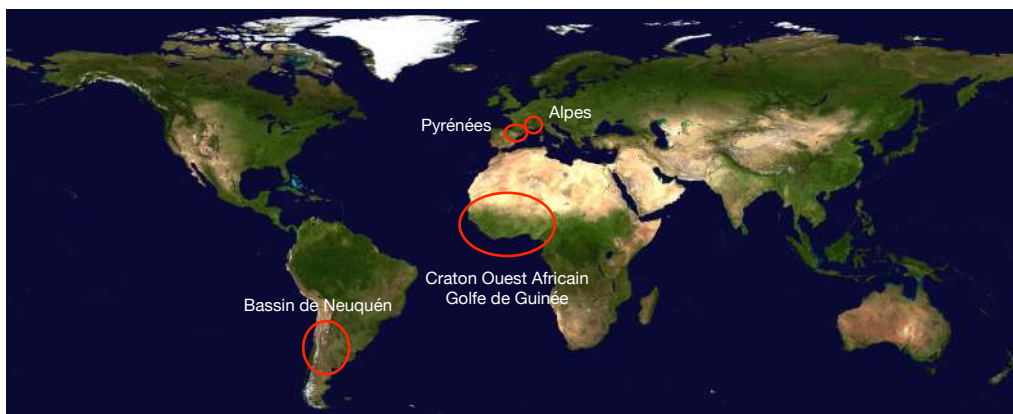 Alpes
Pyrénées
Craton Ouest Africain
Golfe de Guinée
Bassin de Neuquén